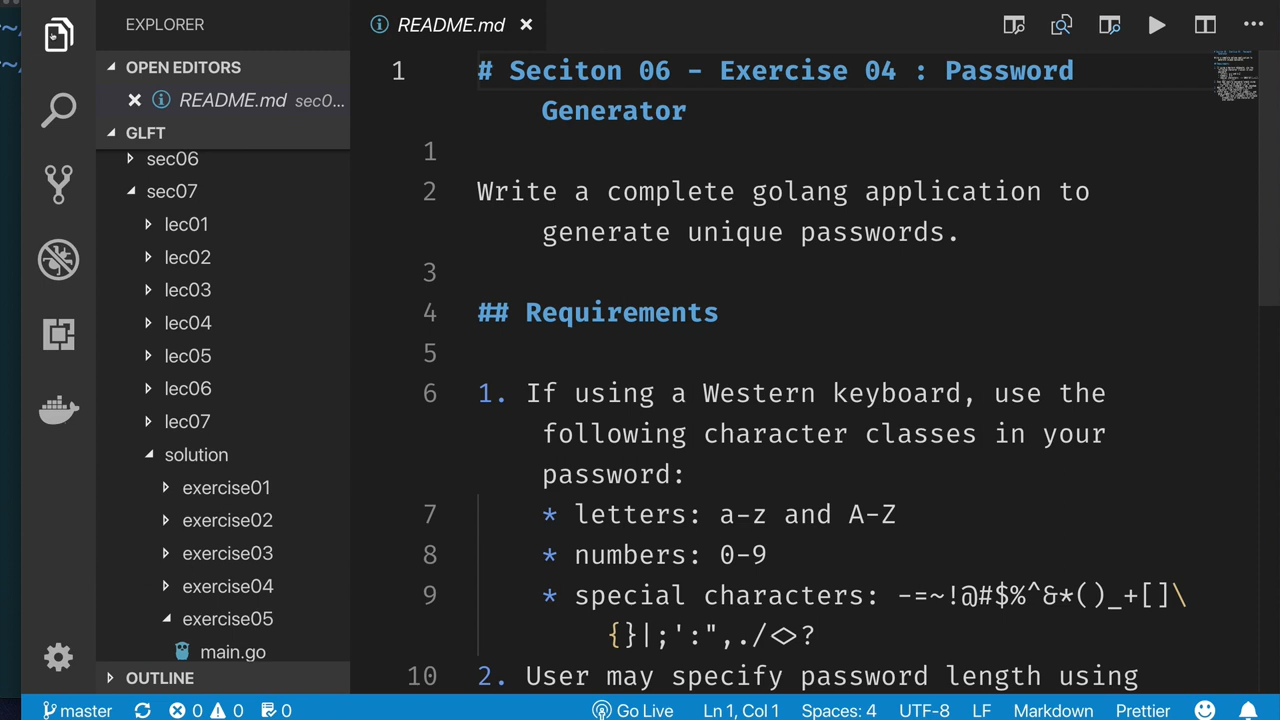 EXPLORER
OPEN EDITORS
README.md sec0...
GLFT
sec06
sec07
lec01
lec02
lec03
lec04
lec05
lec06
lec07
solution
exercise01
exercise02
exercise03
exercise04
exercise05
main.go
OUTLINE
README.md
1 # Seciton 06 - Exercise 04 : Password
Generator
1
2 Write a complete golang application to
generate unique passwords.
3
4 ## Requirements
5
6 1. If using a Western keyboard, use the
following character classes in your
password:
7 * letters: a-z and A-Z
8 * numbers: 0-9
9 * special characters: -=~!@#$%^&*()_+[]\
{}|;':",./<>?
10 2. User may specify password length using
master 0 0 0 Go Live Ln 1, Col 1 Spaces: 4 UTF-8 LF Markdown Prettier